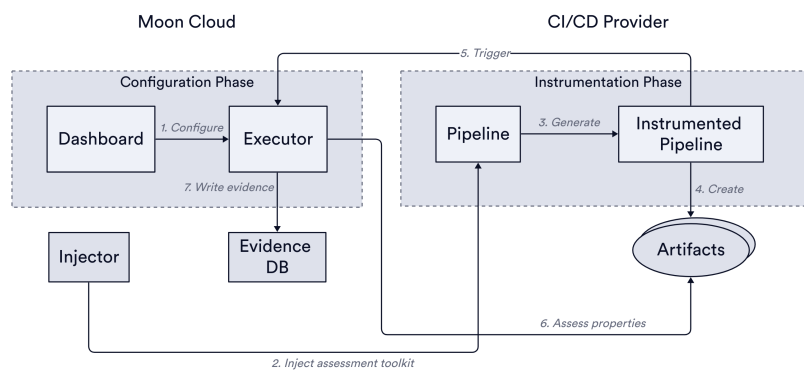 Moon Cloud
CI/CD Provider
5. Trigger
Configuration Phase
Instrumentation Phase
Dashboard
1. Configure
Executor
Pipeline
3. Generate
Instrumented
Pipeline
7. Write evidence
4. Create
Injector
Evidence
DB
Artifacts
6. Assess properties
2. Inject assessment toolkit